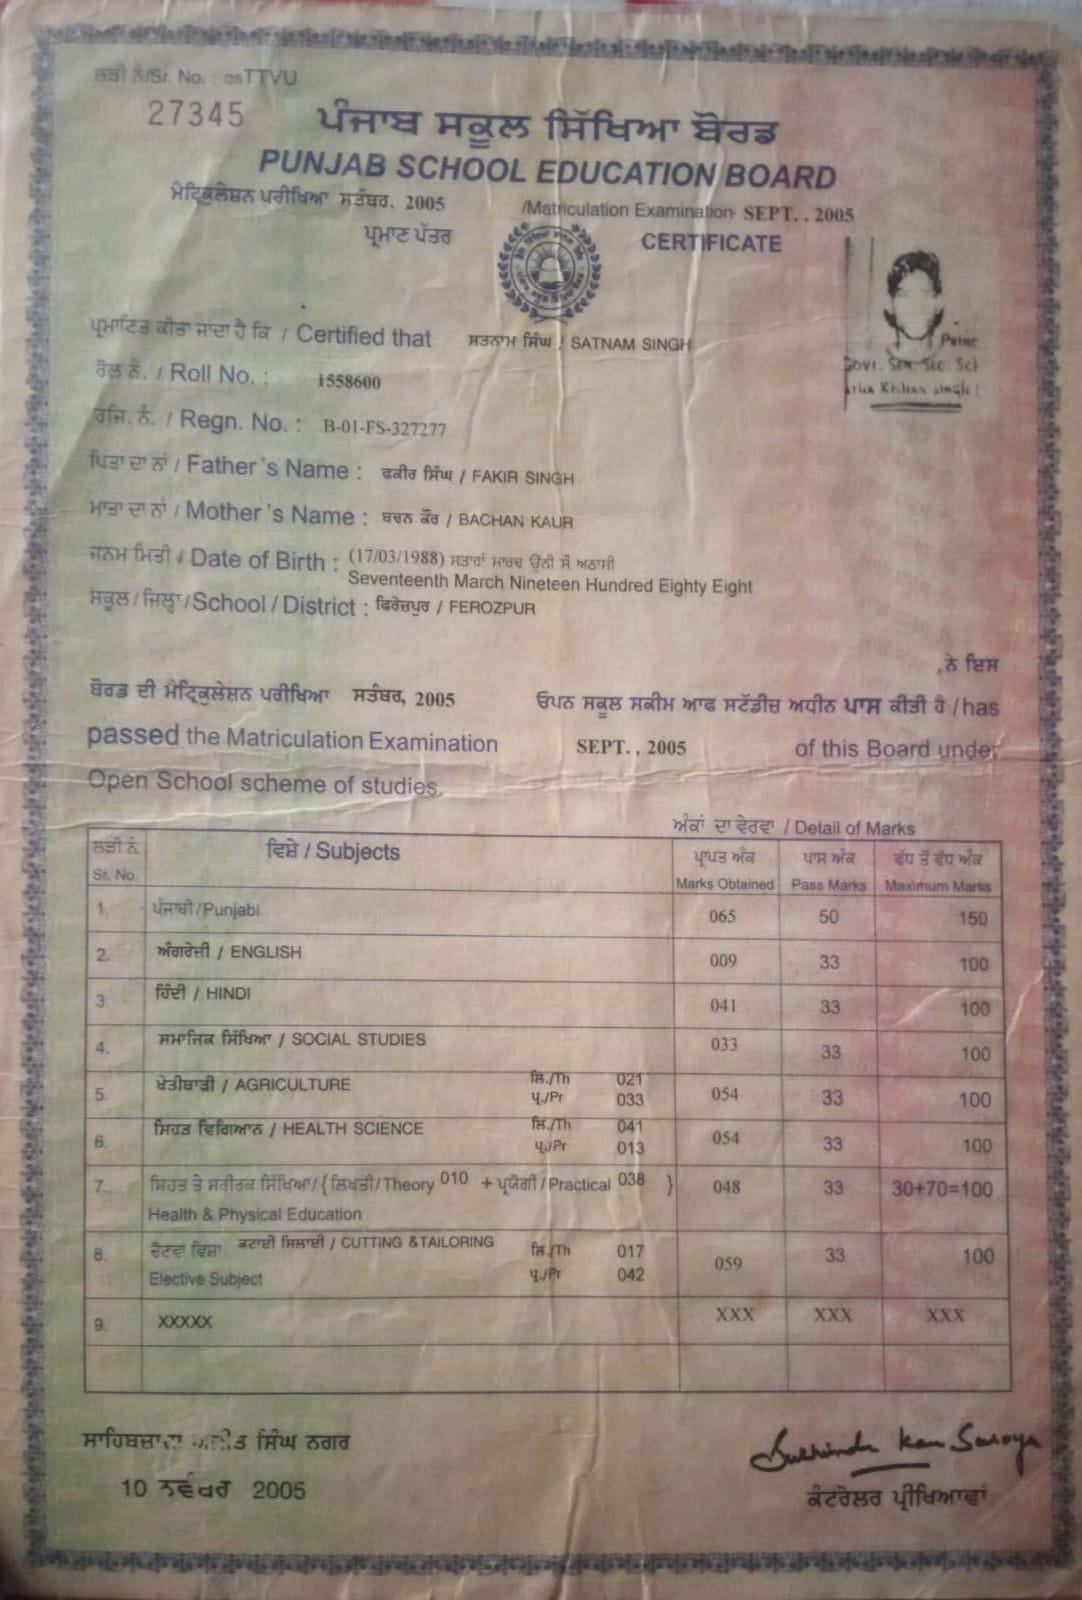 ਲੜੀ ਨੰ/Sr. No. : osTTVU
27345
ਪੰਜਾਬ ਸਕੂਲ ਸਿੱਖਿਆ ਬੋਰਡ
PUNJAB SCHOOL EDUCATION BOARD
ਮੈਟ੍ਰਿਕੁਲੇਸ਼ਨ ਪਰੀਖਿਆ ਸਤੰਬਰ. 2005 /Matriculation Examination SEPT. . 2005
ਪ੍ਰਮਾਣ ਪੱਤਰ CERTIFICATE
ਪ੍ਰਮਾਣਿਤ ਕੀਤਾ ਜਾਂਦਾ ਹੈ ਕਿ / Certified that ਸਤਨਾਮ ਸਿੰਘ / SATNAM SINGH
Govt. Sen. Sec. Sch
ਰੋਲ ਨੰ. / Roll No. : 1558600
ਰਜਿ. ਨੰ. / Regn. No. : B-01-FS-327277
ਪਿਤਾ ਦਾ ਨਾਂ / Father's Name : ਫਕੀਰ ਸਿੰਘ / FAKIR SINGH
ਮਾਤਾ ਦਾ ਨਾਂ / Mother's Name : ਬਚਨ ਕੌਰ / BACHAN KAUR
ਜਨਮ ਮਿਤੀ / Date of Birth : (17/03/1988) ਸਤਾਰਾਂ ਮਾਰਚ ਉੰਨੀ ਸੌ ਅਠਾਸੀ
Seventeenth March Nineteen Hundred Eighty Eight
ਸਕੂਲ/ਜਿਲ੍ਹਾ/School / District : ਫਿਰੋਜ਼ਪੁਰ / FEROZPUR
,ਨੇ ਇਸ
ਬੋਰਡ ਦੀ ਮੈਟ੍ਰਿਕੁਲੇਸ਼ਨ ਪਰੀਖਿਆ ਸਤੰਬਰ, 2005 ਓਪਨ ਸਕੂਲ ਸਕੀਮ ਆਫ ਸਟੱਡੀਜ਼ ਅਧੀਨ ਪਾਸ ਕੀਤੀ ਹੈ /has
passed the Matriculation Examination SEPT. , 2005 of this Board under
Open School scheme of studies.
ਅੰਕਾਂ ਦਾ ਵੇਰਵਾ / Detail of Marks
ਲੜੀ ਨੰ. ਵਿਸ਼ੇ / Subjects ਪ੍ਰਾਪਤ ਅੰਕ ਪਾਸ ਅੰਕ ਵੱਧ ਤੋਂ ਵੱਧ ਅੰਕ
Sr. No. Marks Obtained Pass Marks Maximum Marks
1. ਪੰਜਾਬੀ/Punjabi 065 50 150
2. ਅੰਗਰੇਜ਼ੀ / ENGLISH 009 33 100
3. ਹਿੰਦੀ / HINDI 041 33 100
4. ਸਮਾਜਿਕ ਸਿੱਖਿਆ / SOCIAL STUDIES 033 33 100
5. ਖੇਤੀਬਾੜੀ / AGRICULTURE ਲਿ./Th 021 054 33 100
ਪ੍ਰ./Pr 033
6. ਸਿਹਤ ਵਿਗਿਆਨ / HEALTH SCIENCE ਲਿ./Th 041 054 33 100
ਪ੍ਰ./Pr 013
7. ਸਿਹਤ ਤੇ ਸਰੀਰਕ ਸਿੱਖਿਆ/{ਲਿਖਤੀ/Theory 010 + ਪ੍ਰਯੋਗੀ/Practical 038 } 048 33 30+70=100
Health & Physical Education
8. ਚੋਣਵਾਂ ਵਿਸ਼ਾ ਕਟਾਈ ਸਿਲਾਈ / CUTTING &TAILORING ਲਿ./Th 017 059 33 100
Elective Subject ਪ੍ਰ./Pr 042
9. XXXXX XXX XXX XXX
ਸਾਹਿਬਜ਼ਾਦਾ ਅਜੀਤ ਸਿੰਘ ਨਗਰ
10 ਨਵੰਬਰ 2005
ਕੰਟਰੋਲਰ ਪ੍ਰੀਖਿਆਵਾਂ